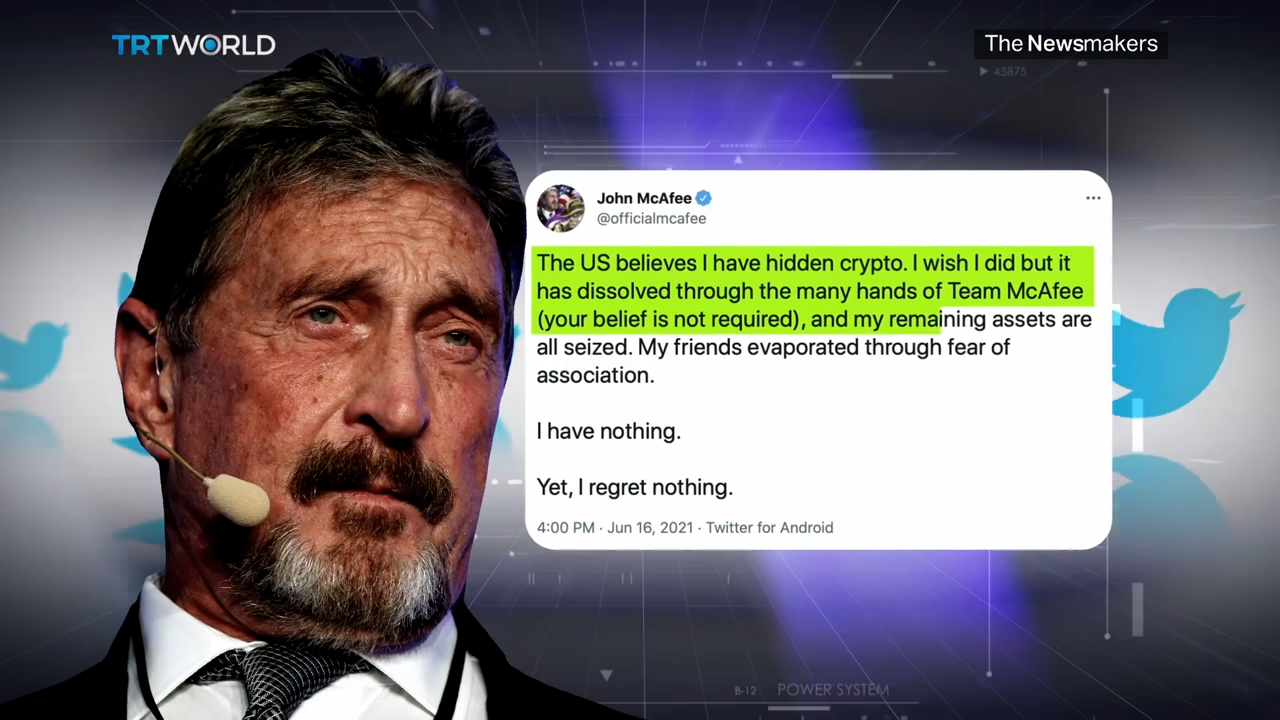 TRT WORLD
The Newsmakers
43875
John McAfee
@officialmcafee
The US believes I have hidden crypto. I wish I did but it
has dissolved through the many hands of Team McAfee
(your belief is not required), and my remaining assets are
all seized. My friends evaporated through fear of
association.
I have nothing.
Yet, I regret nothing.
4:00 PM · Jun 16, 2021 · Twitter for Android
B-12 POWER SYSTEM